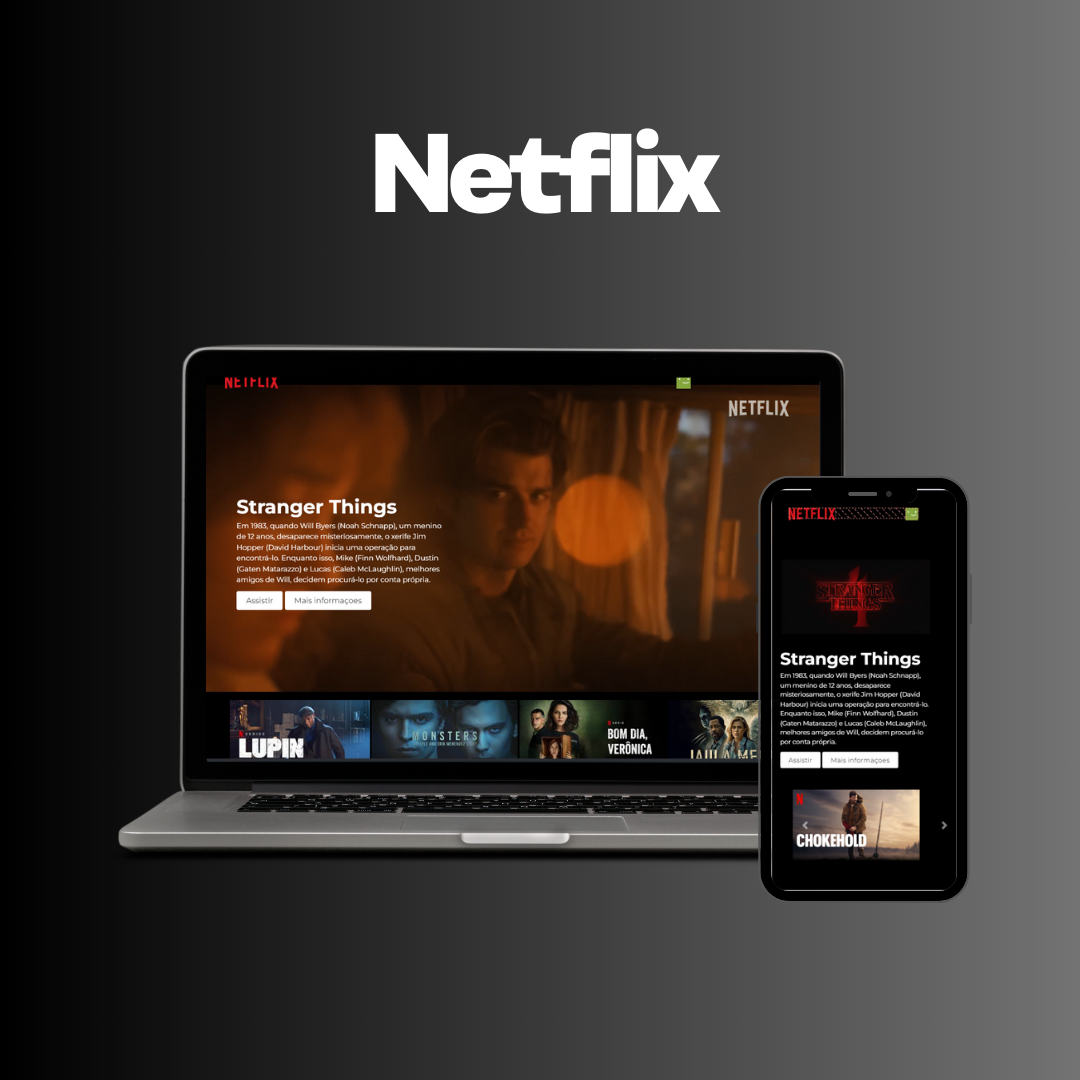 Netflix
NETFLIX
NETFLIX
Stranger Things
Em 1983, quando Will Byers (Noah Schnapp), um menino
de 12 anos, desaparece misteriosamente, o xerife Jim
Hopper (David Harbour) inicia uma operação para
encontrá-lo. Enquanto isso, Mike (Finn Wolfhard), Dustin
(Gaten Matarazzo) e Lucas (Caleb McLaughlin), melhores
amigos de Will, decidem procurá-lo por conta própria.
Assistir
Mais informaçoes
SERIES
LUPIN
MONSTERS
SÉRIE
BOM DIA,
VERÔNICA
NETFLIX
STRANGER
THINGS
Stranger Things
Em 1983, quando Will Byers (Noah Schnapp),
um menino de 12 anos, desaparece
misteriosamente, o xerife Jim Hopper (David
Harbour) inicia uma operação para encontrá-lo.
Enquanto isso, Mike (Finn Wolfhard), Dustin
(Gaten Matarazzo) e Lucas (Caleb McLaughlin),
melhores amigos de Will, decidem procurá-lo
por conta própria.
Assistir
Mais informaçoes
N
CHOKEHOLD